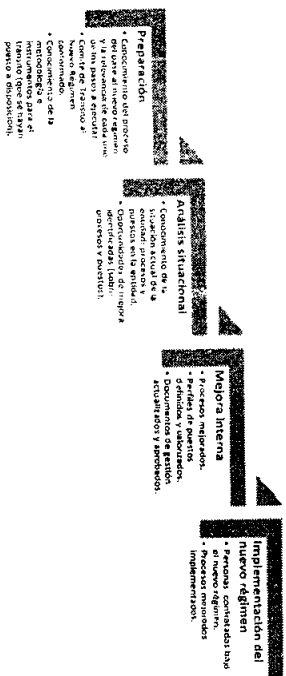 Preparación
• Conocimiento del proceso
del pase al nuevo régimen
y la relevancia de cada uno
de los pasos a ejecutar
• Comité de Tránsito al
Nuevo Régimen
conformado.
• Conocimiento de la
metodología e
instrumentos para el
tránsito (que se hayan
puesto a disposición).
Análisis situacional
• Conocimiento de la
situación actual de la
entidad: procesos y
puestos en la entidad.
• Oportunidades de mejora
identificadas (sobre
procesos y puestos).
Mejora Interna
• Procesos mejorados.
• Perfiles de puestos
definidos y valorizados.
• Documentos de gestión
actualizados y aprobados.
Implementación del
nuevo régimen
• Personas contratadas bajo
el nuevo régimen.
• Procesos mejorados
implementados.